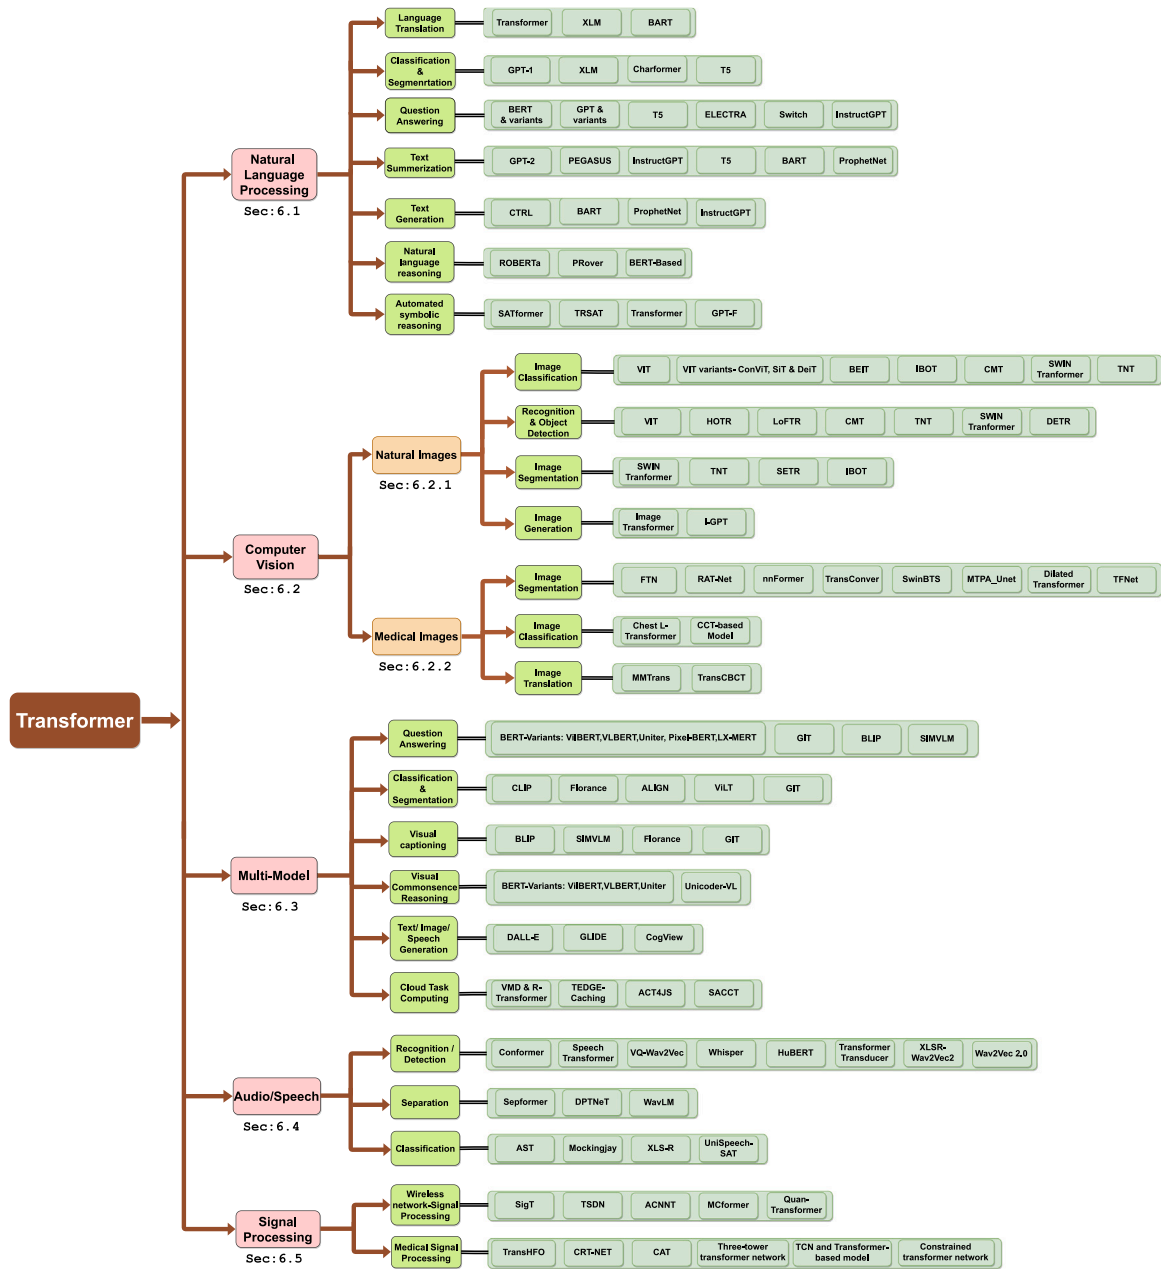 Transformer
Natural
Language
Processing
Sec:6.1
Language
Translation
Transformer
XLM
BART
Classification
&
Segmenrtation
GPT-1
XLM
Charformer
T5
Question
Answering
BERT
& variants
GPT &
variants
T5
ELECTRA
Switch
InstructGPT
Text
Summerization
GPT-2
PEGASUS
InstructGPT
T5
BART
ProphetNet
Text
Generation
CTRL
BART
ProphetNet
InstructGPT
Natural
language
reasoning
ROBERTa
PRover
BERT-Based
Automated
symbolic
reasoning
SATformer
TRSAT
Transformer
GPT-F
Computer
Vision
Sec:6.2
Natural Images
Sec:6.2.1
Image
Classification
VIT
VIT variants- ConViT, SiT & DeiT
BEIT
IBOT
CMT
SWIN
Tranformer
TNT
Recognition
& Object
Detection
VIT
HOTR
LoFTR
CMT
TNT
SWIN
Tranformer
DETR
Image
Segmentation
SWIN
Tranformer
TNT
SETR
IBOT
Image
Generation
Image
Transformer
I-GPT
Medical Images
Sec:6.2.2
Image
Segmentation
FTN
RAT-Net
nnFormer
TransConver
SwinBTS
MTPA_Unet
Dilated
Transformer
TFNet
Image
Classification
Chest L-
Transformer
CCT-based
Model
Image
Translation
MMTrans
TransCBCT
Multi-Model
Sec:6.3
Question
Answering
BERT-Variants: VilBERT,VLBERT,Uniter, Pixel-BERT,LX-MERT
GIT
BLIP
SIMVLM
Classification
&
Segmentation
CLIP
Florance
ALIGN
ViLT
GIT
Visual
captioning
BLIP
SIMVLM
Florance
GIT
Visual
Commonsence
Reasoning
BERT-Variants: VilBERT,VLBERT,Uniter
Unicoder-VL
Text/ Image/
Speech
Generation
DALL-E
GLIDE
CogView
Cloud Task
Computing
VMD & R-
Transformer
TEDGE-
Caching
ACT4JS
SACCT
Audio/Speech
Sec:6.4
Recognition /
Detection
Conformer
Speech
Transformer
VQ-Wav2Vec
Whisper
HuBERT
Transformer
Transducer
XLSR-
Wav2Vec2
Wav2Vec 2.0
Separation
Sepformer
DPTNeT
WavLM
Classification
AST
Mockingjay
XLS-R
UniSpeech-
SAT
Signal
Processing
Sec:6.5
Wireless
network-Signal
Processing
SigT
TSDN
ACNNT
MCformer
Quan-
Transformer
Medical Signal
Processing
TransHFO
CRT-NET
CAT
Three-tower
transformer network
TCN and Transformer-
based model
Constrained
transformer network